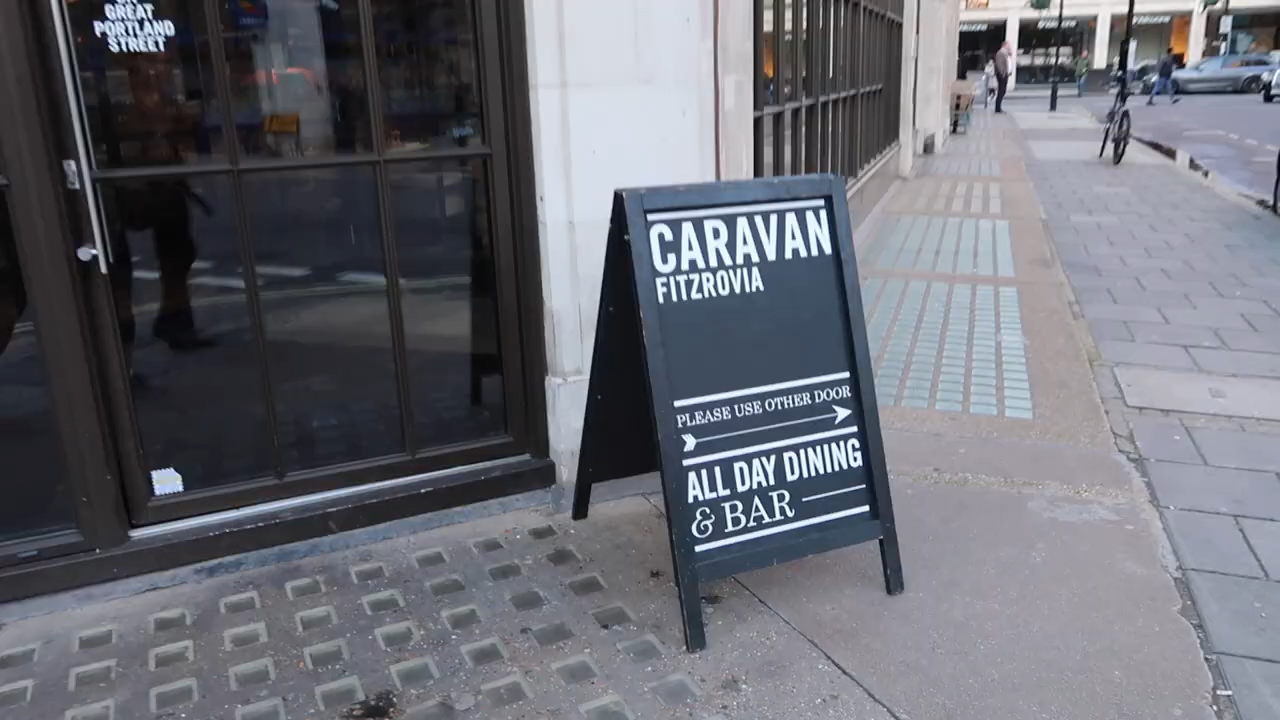 GREAT
PORTLAND
STREET
CARAVAN
FITZROVIA
PLEASE USE OTHER DOOR
ALL DAY DINING
& BAR